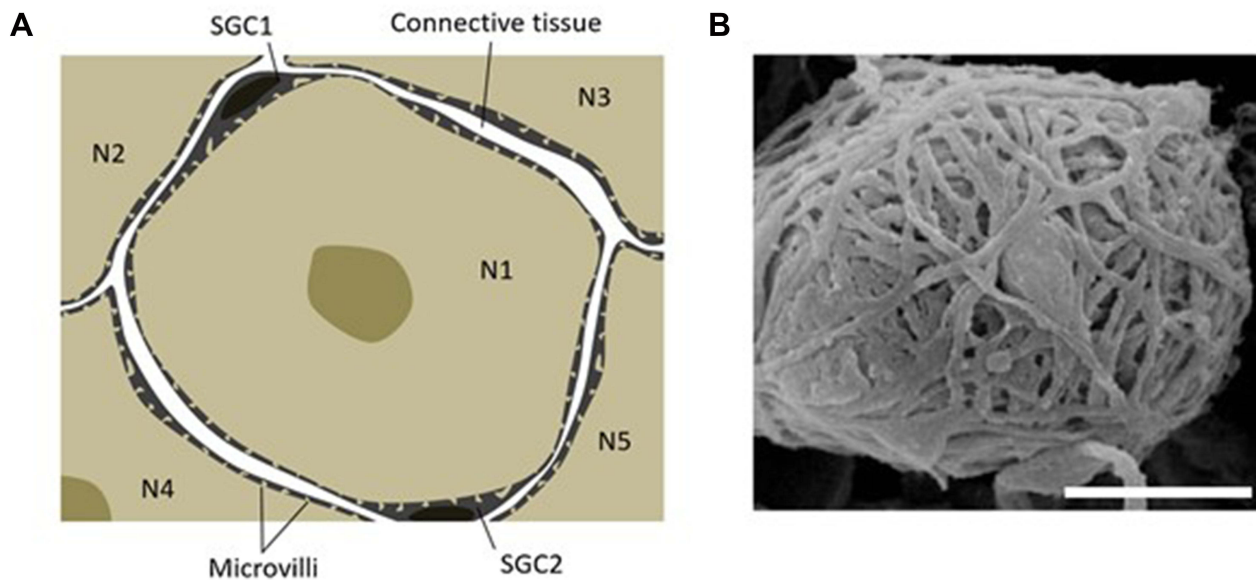 A
SGC1
Connective tissue
N3
N2
N1
N5
N4
Microvilli
SGC2
B